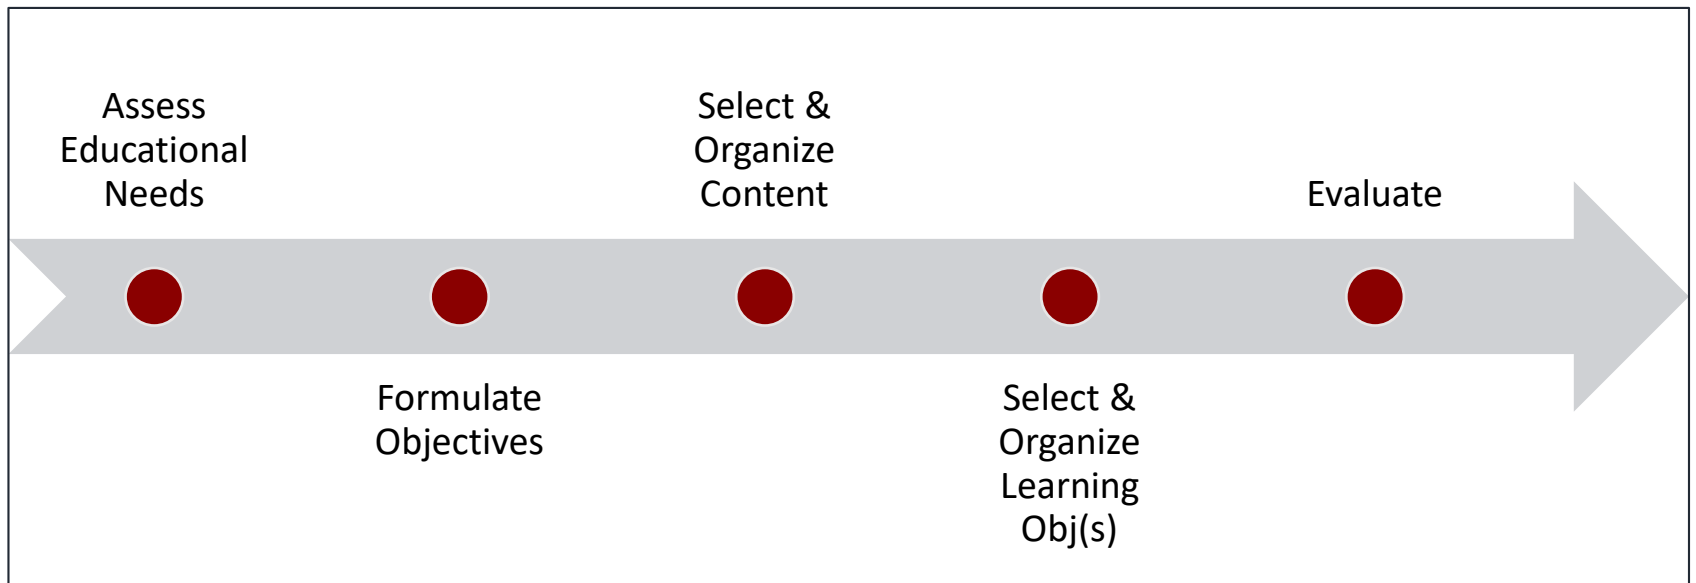 Assess
Educational
Needs
Formulate
Objectives
Select &
Organize
Content
Select &
Organize
Learning
Obj(s)
Evaluate